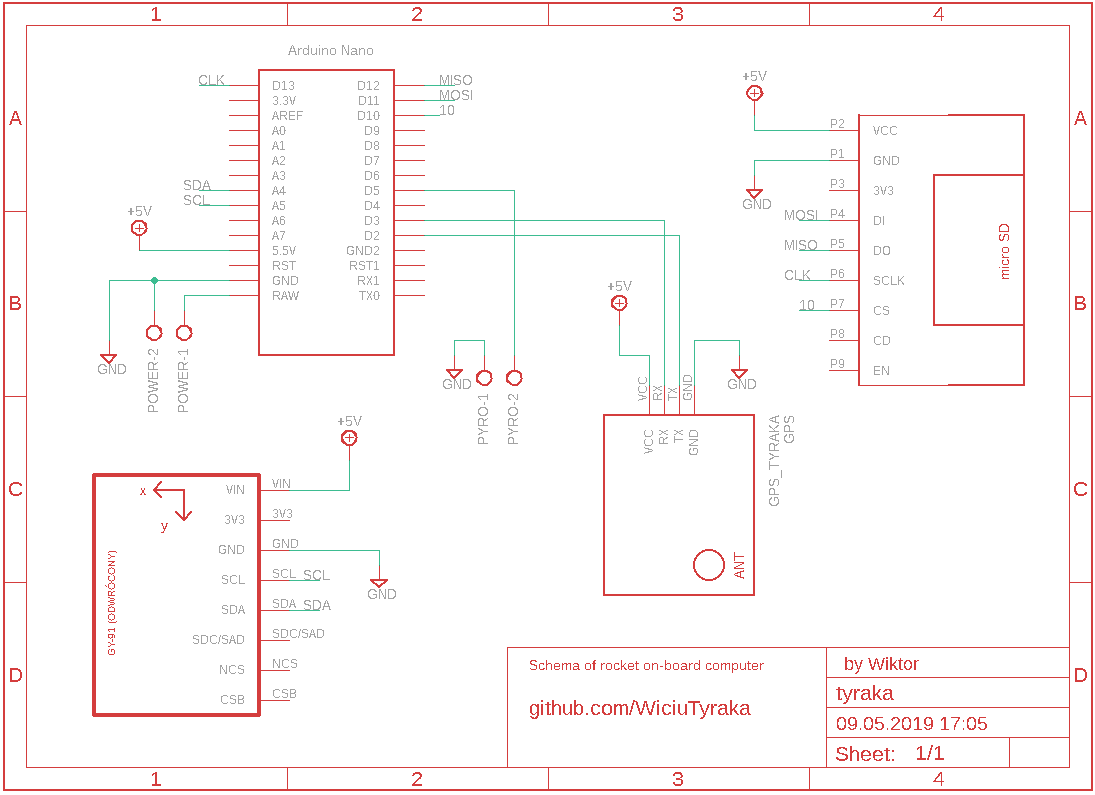 1 2 3 4
A A
B B
C C
D D
1 2 3 4
Arduino Nano
CLK D13 D12 MISO
3.3V D11 MOSI
AREF D10 10
A0 D9
A1 D8
A2 D7
A3 D6
SDA A4 D5
SCL A5 D4
A6 D3
A7 D2
+5V 5.5V GND2
RST RST1
GND RX1
RAW TX0
GND
POWER-2
POWER-1
GND
PYRO-1
PYRO-2
+5V
P2 VCC
P1 GND
GND
P3 3V3
MOSI P4 DI
MISO P5 DO
CLK P6 SCLK
10 P7 CS
P8 CD
P9 EN
micro SD
+5V
GND
VCC RX TX GND
VCC RX TX GND
GPS_TYRAKA
GPS
ANT
+5V
x
y
GY-91 (ODWRÓCONY)
VIN VIN
3V3 3V3
GND GND
GND
SCL SCL SCL
SDA SDA SDA
SDC/SAD SDC/SAD
NCS NCS
CSB CSB
Schema of rocket on-board computer
github.com/WiciuTyraka
by Wiktor
tyraka
09.05.2019 17:05
Sheet: 1/1